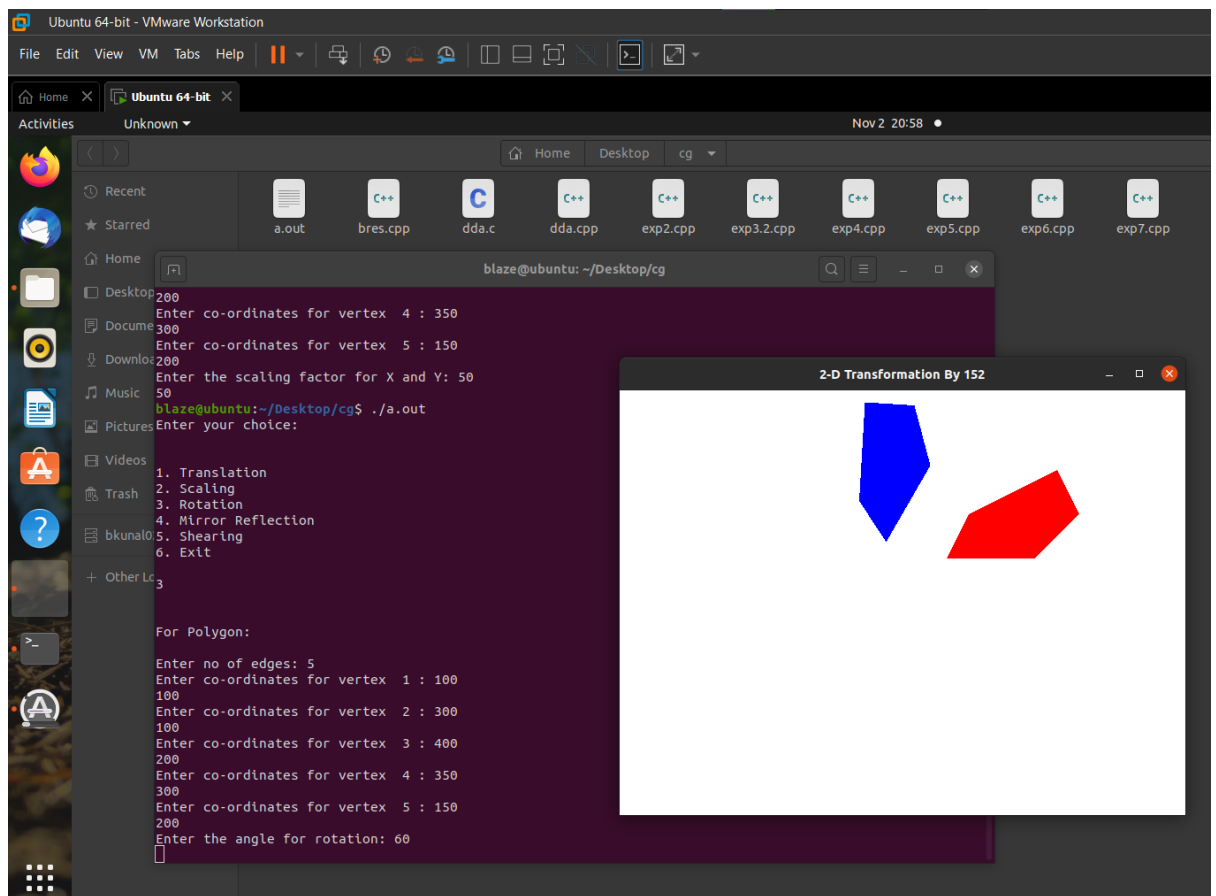 Ubuntu 64-bit - VMware Workstation
File Edit View VM Tabs Help
Home
Ubuntu 64-bit
Activities Unknown Nov 2 20:58
Home Desktop cg
Recent
Starred
Home
Desktop
Docume
Downloa
Music
Pictures
Videos
Trash
bkunal0
Other Lo
C++ C C++ C++ C++ C++ C++ C++ C++
a.out bres.cpp dda.c dda.cpp exp2.cpp exp3.2.cpp exp4.cpp exp5.cpp exp6.cpp exp7.cpp
blaze@ubuntu: ~/Desktop/cg
200
Enter co-ordinates for vertex 4 : 350
300
Enter co-ordinates for vertex 5 : 150
200
Enter the scaling factor for X and Y: 50
50
blaze@ubuntu:~/Desktop/cg$ ./a.out
Enter your choice:
1. Translation
2. Scaling
3. Rotation
4. Mirror Reflection
5. Shearing
6. Exit
3
For Polygon:
Enter no of edges: 5
Enter co-ordinates for vertex 1 : 100
100
Enter co-ordinates for vertex 2 : 300
100
Enter co-ordinates for vertex 3 : 400
200
Enter co-ordinates for vertex 4 : 350
300
Enter co-ordinates for vertex 5 : 150
200
Enter the angle for rotation: 60
2-D Transformation By 152